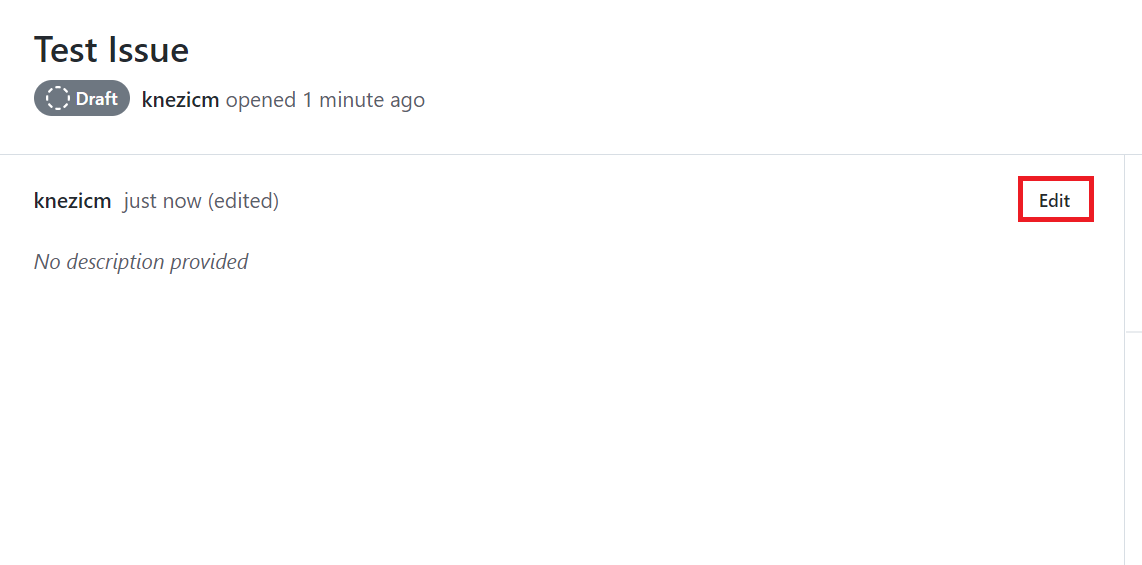 Test Issue
Draft knezicm opened 1 minute ago
knezicm just now (edited) Edit
No description provided